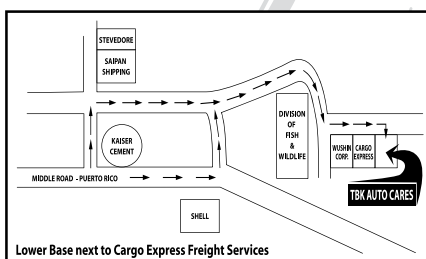 STEVEDORE
SAIPAN
SHIPPING
KAISER
CEMENT
DIVISION
OF
FISH
&
WILDLIFE
WUSHIN
CORP.
CARGO
EXPRESS
MIDDLE ROAD - PUERTO RICO
TBK AUTO CARES
SHELL
Lower Base next to Cargo Express Freight Services